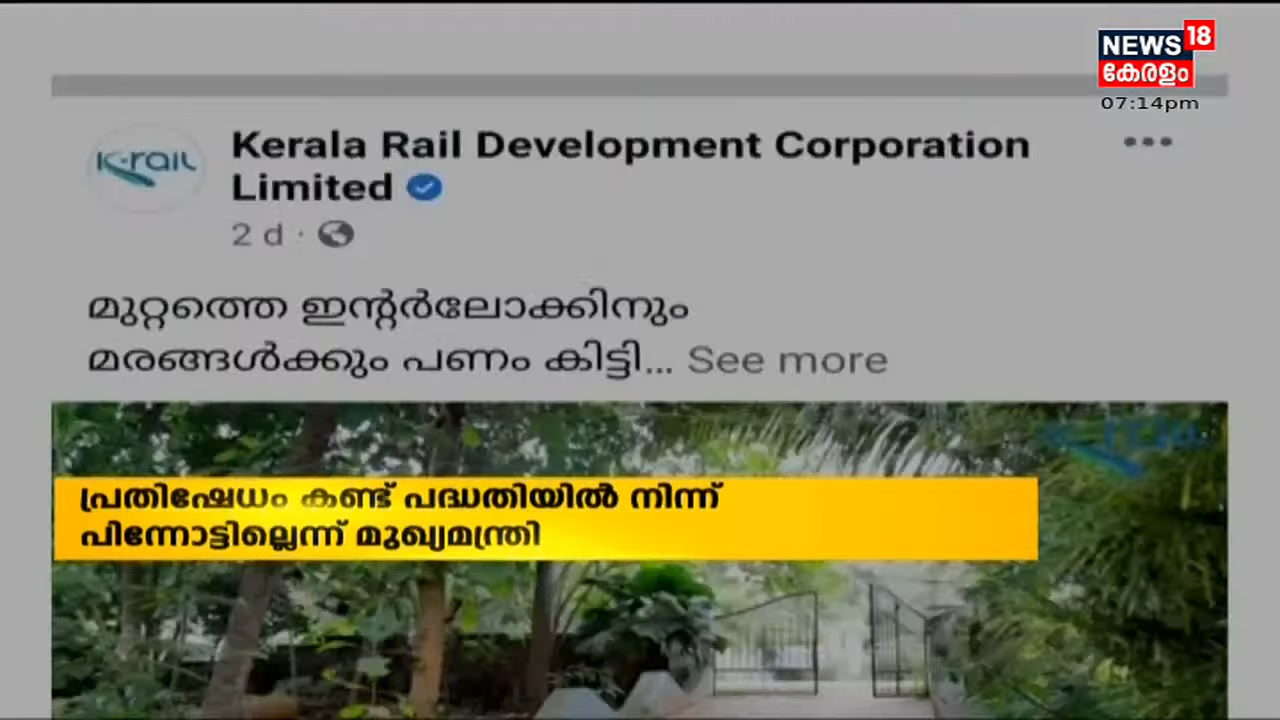 NEWS 18
കേരളം
07:14pm
K-rail
Kerala Rail Development Corporation
Limited
2 d ·
മുറ്റത്തെ ഇന്റർലോക്കിനും
മരങ്ങൾക്കും പണം കിട്ടി... See more
പ്രതിഷേധം കണ്ട് പദ്ധതിയിൽ നിന്ന്
പിന്നോട്ടില്ലെന്ന് മുഖ്യമന്ത്രി